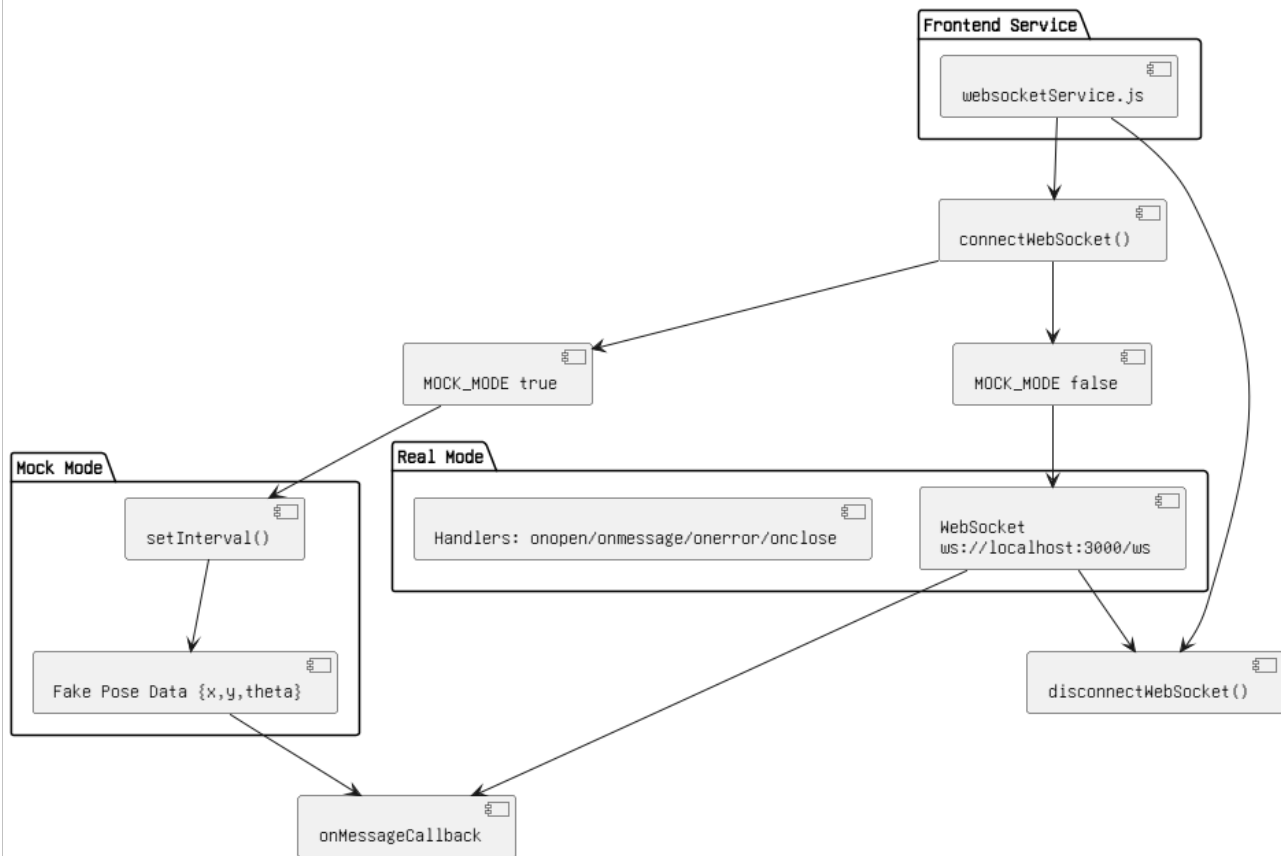 Frontend Service
websocketService.js
connectWebSocket()
MOCK_MODE true
MOCK_MODE false
Mock Mode
Real Mode
setInterval()
Handlers: onopen/onmessage/onerror/onclose
WebSocket
ws://localhost:3000/ws
Fake Pose Data {x,y,theta}
disconnectWebSocket()
onMessageCallback